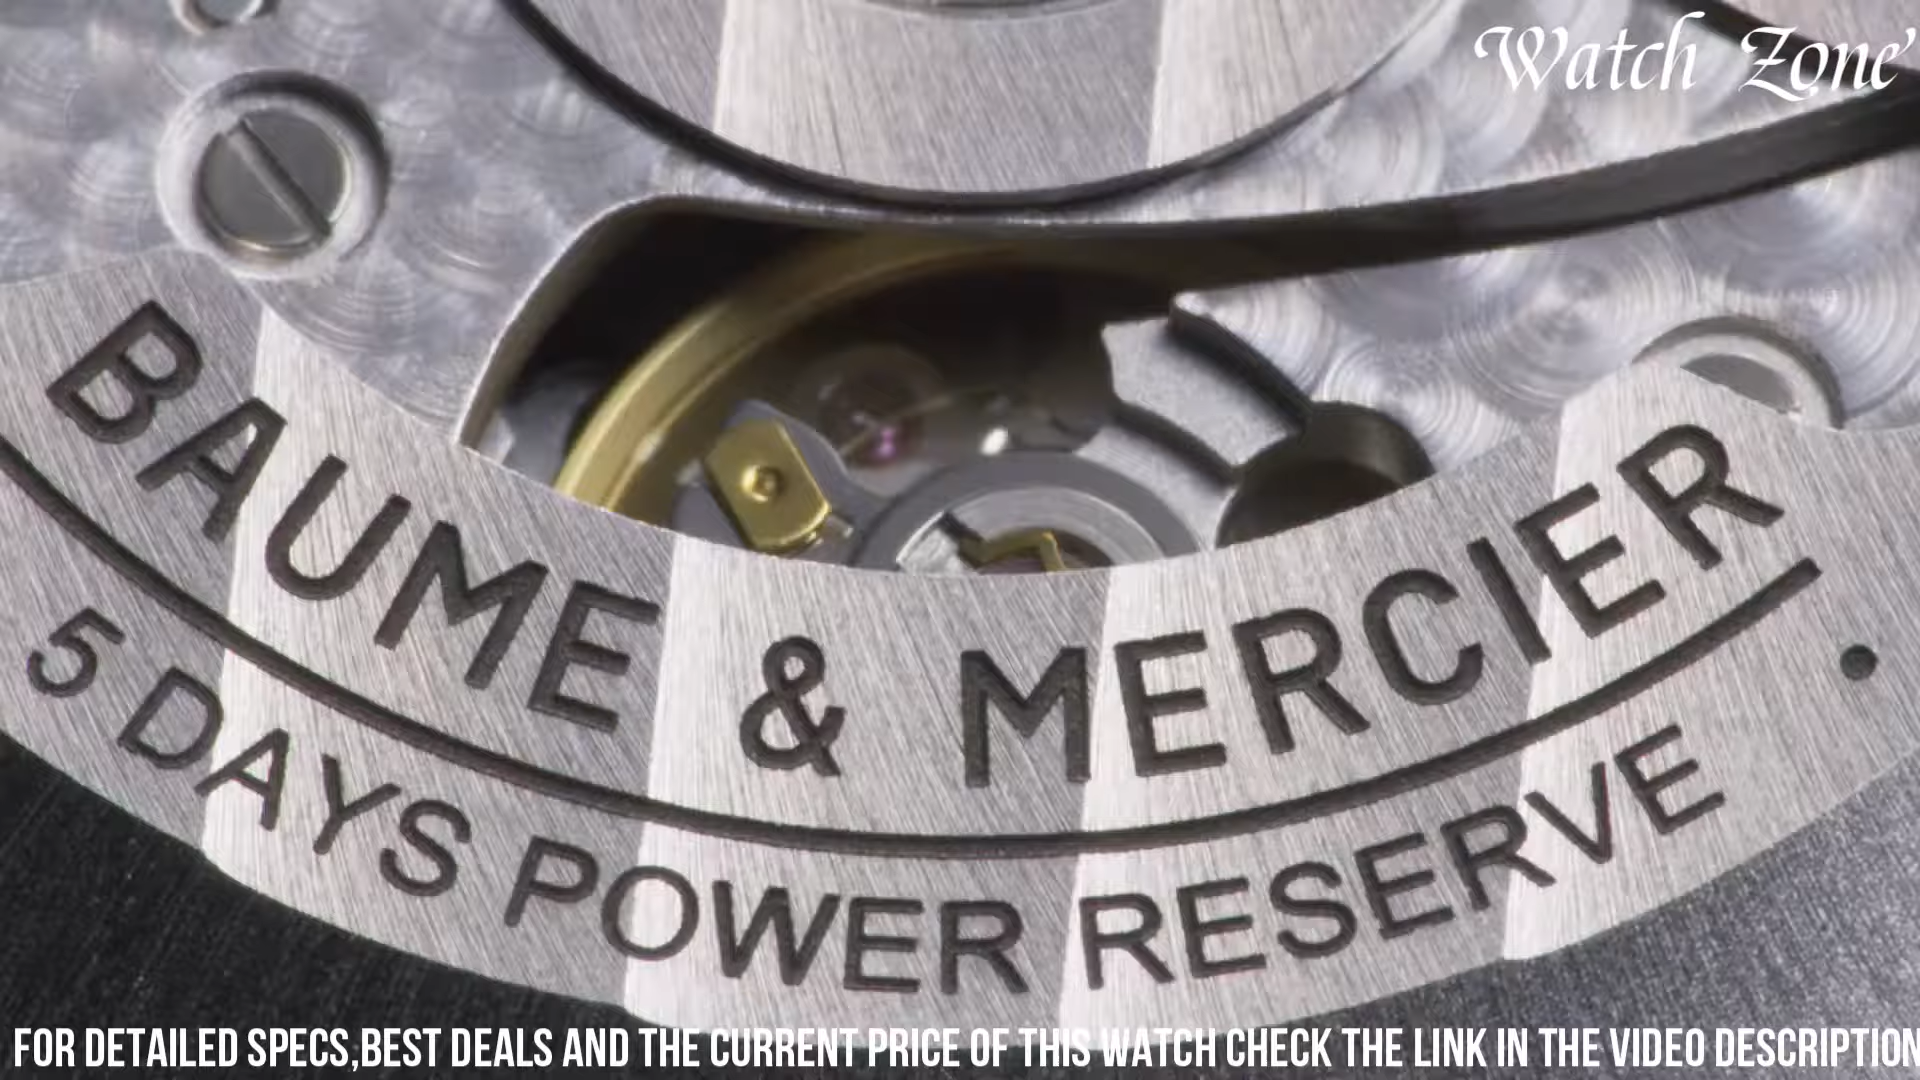 Watch Zone
BAUME & MERCIER
5 DAYS POWER RESERVE
FOR DETAILED SPECS,BEST DEALS AND THE CURRENT PRICE OF THIS WATCH CHECK THE LINK IN THE VIDEO DESCRIPTION